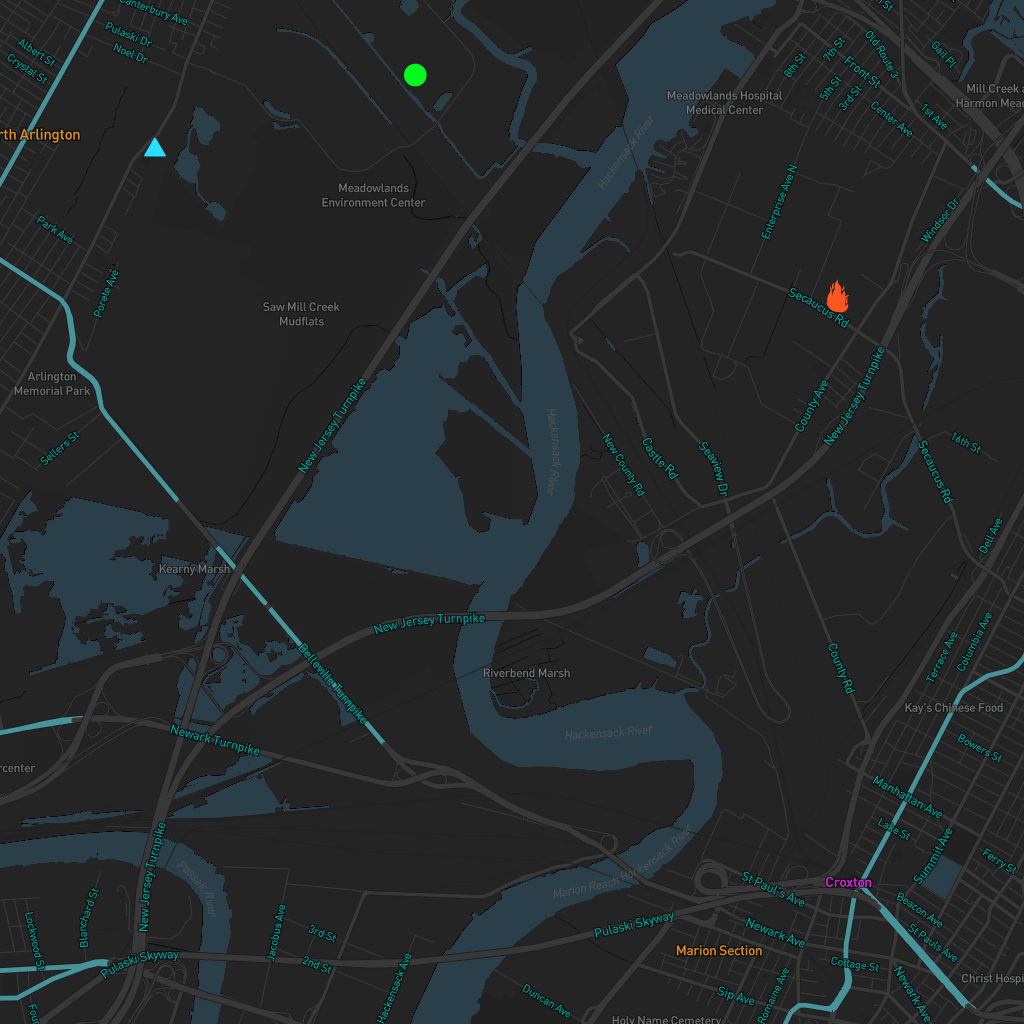 Canterbury Ave
Pulaski Dr
Noel Dr
Albert St
Crystal St
rth Arlington
Park Ave
Porete Ave
Meadowlands
Environment Center
Saw Mill Creek
Mudflats
Arlington
Memorial Park
Sellers St
New Jersey Turnpike
Hackensack River
Meadowlands Hospital
Medical Center
8th St
7th St
5th St
3rd St
Front St
Old Route 3
Gail Pl
Center Ave
1st Ave
Mill Creek a
Harmon Mead
Enterprise Ave N
Windsor Dr
Secaucus Rd
County Ave
New Jersey Turnpike
Hackensack River
New County Rd
Castle Rd
Seaview Dr
16th St
Secaucus Rd
Dell Ave
Kearny Marsh
New Jersey Turnpike
Belleville Turnpike
Riverbend Marsh
Hackensack River
County Rd
Terrace Ave
Columbia Ave
Kay's Chinese Food
Bowers St
Newark Turnpike
rcenter
Manhattan Ave
Lake St
Summit Ave
Ferry St
New Jersey Turnpike
Passaic River
Marion Reach Hackensack River
Croxton
St Paul's Ave
Beacon Ave
St Pauls Ave
Lockwood St
Blanchard St
Jacobus Ave
3rd St
2nd St
Pulaski Skyway
Pulaski Skyway
Hackensack Ave
Newark Ave
Marion Section
Cottage St
Christ Hospi
Newark Ave
Sip Ave
Romaine Ave
Duncan Ave
Holy Name Cemetery
Four